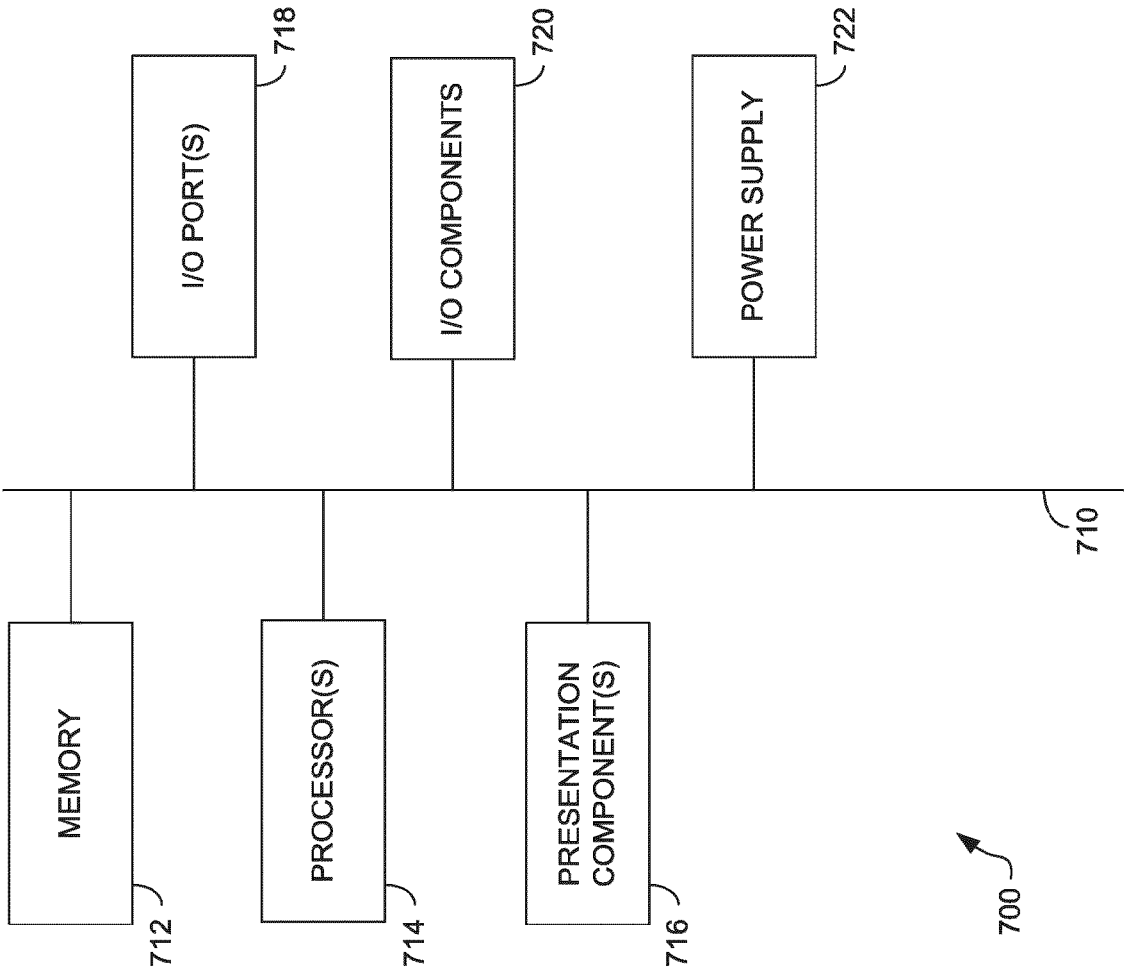 MEMORY
712
PROCESSOR(S)
714
PRESENTATION
COMPONENT(S)
716
I/O PORT(S)
718
I/O COMPONENTS
720
POWER SUPPLY
722
710
700